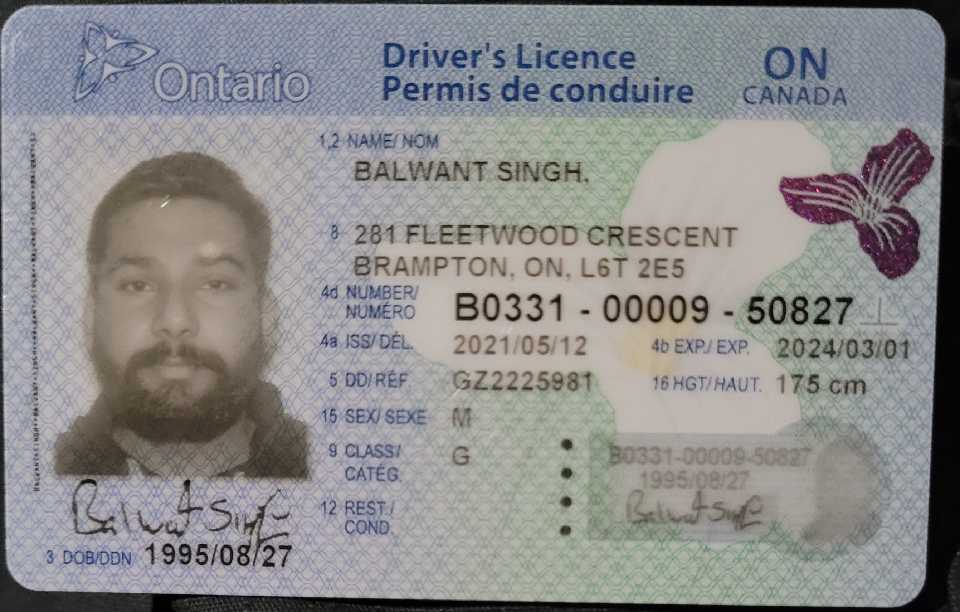 Ontario
Driver's Licence
Permis de conduire
ON
CANADA
1,2 NAME/ NOM
BALWANT SINGH,
8 281 FLEETWOOD CRESCENT
BRAMPTON, ON, L6T 2E5
4d NUMBER/
NUMÉRO B0331 - 00009 - 50827
4a ISS/ DÉL. 2021/05/12 4b EXP./ EXP. 2024/03/01
5 DD/RÉF. GZ2225981 16 HGT/HAUT. 175 cm
15 SEX/ SEXE M
9 CLASS/
CATÉG. G
12 REST./
COND.
B0331-00009-50827
1995/08/27
Balwat Singh
Balwat Singh
3 DOB/DDN 1995/08/27